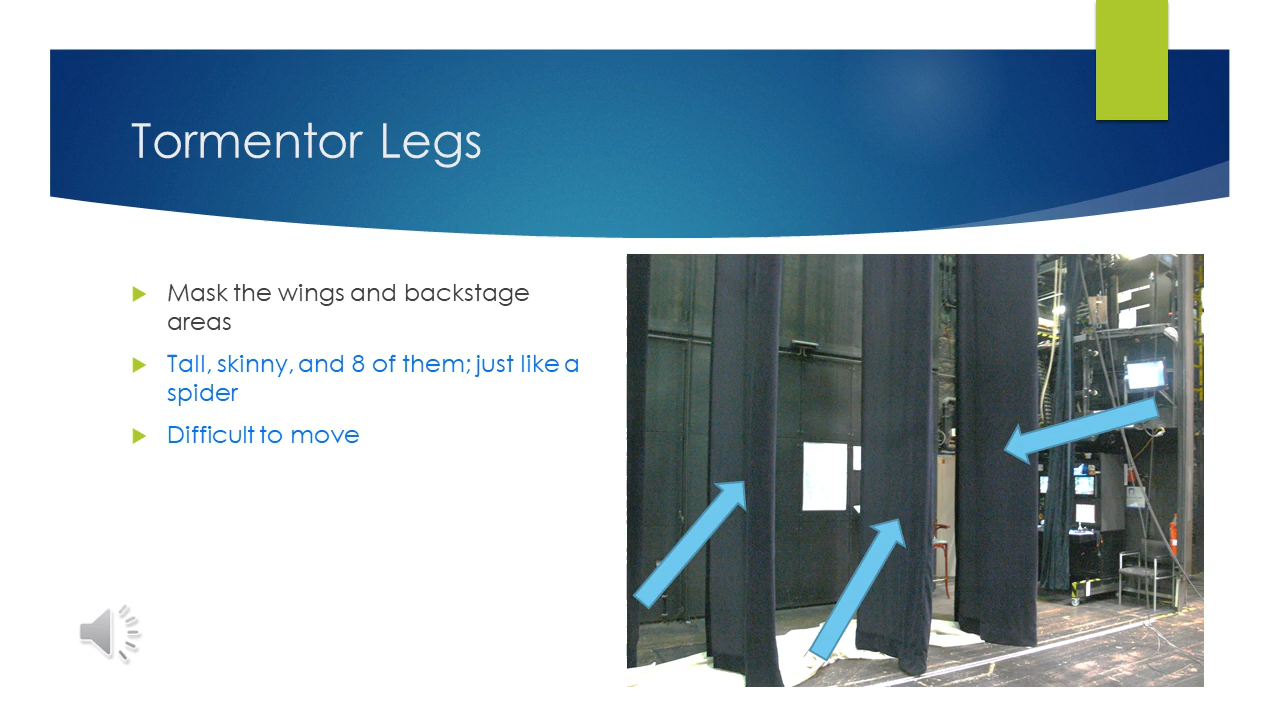 Tormentor Legs
Mask the wings and backstage
areas
Tall, skinny, and 8 of them; just like a
spider
Difficult to move